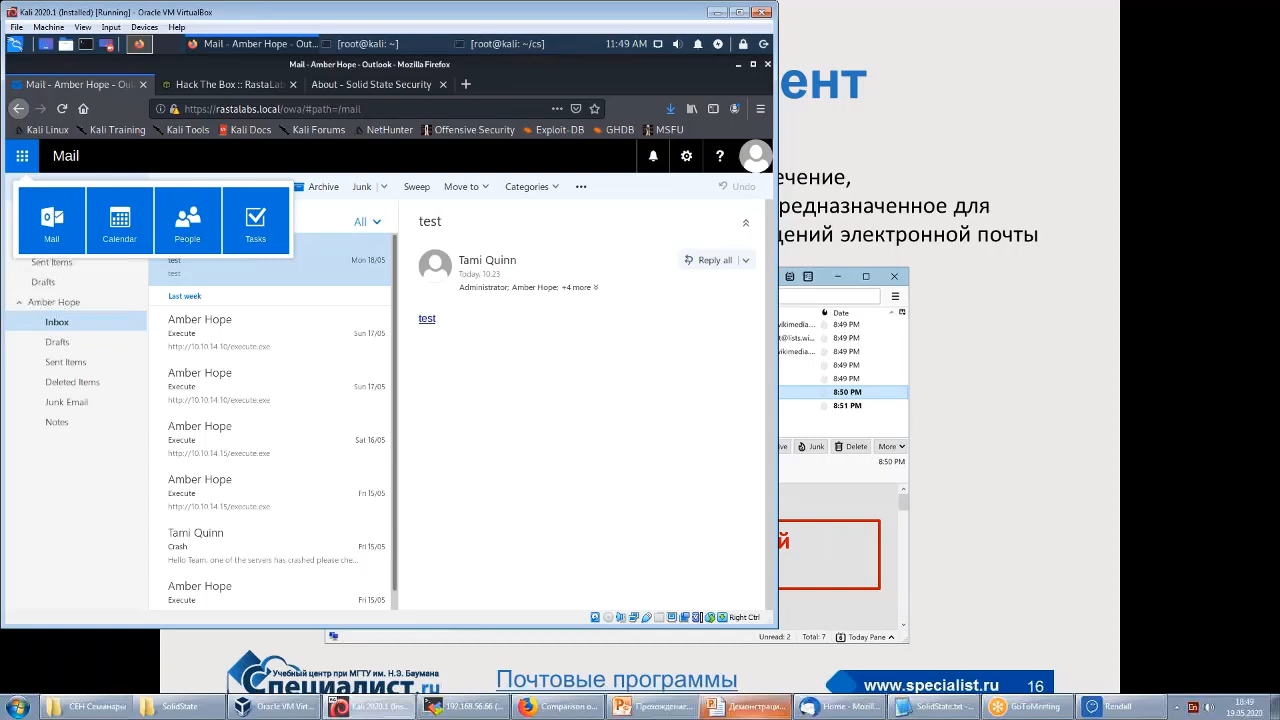 Kali 2020.1 (Installed) [Running] - Oracle VM VirtualBox
File Machine View Input Devices Help
Mail - Amber Hope - Out...
[root@kali: ~]
[root@kali: ~/cs]
11:49 AM
Mail - Amber Hope - Outlook - Mozilla Firefox
Mail - Amber Hope - Out
Hack The Box :: RastaLab
About - Solid State Security
https://rastalabs.local/owa/#path=/mail
Kali Linux Kali Training Kali Tools Kali Docs Kali Forums NetHunter Offensive Security Exploit-DB GHDB MSFU
Mail
Archive Junk Sweep Move to Categories Undo
Mail Calendar People Tasks
All
Sent Items
Drafts
Amber Hope
Inbox
Drafts
Sent Items
Deleted Items
Junk Email
Notes
test
Mon 18/05
test
Last week
Amber Hope
Execute
Sun 17/05
http://10.10.14.10/execute.exe
Amber Hope
Execute
Sun 17/05
http://10.10.14.10/execute.exe
Amber Hope
Execute
Sat 16/05
http://10.10.14.15/execute.exe
Amber Hope
Execute
Fri 15/05
http://10.10.14.15/execute.exe
Tami Quinn
Crash
Fri 15/05
Hello Team, one of the servers has crashed please che...
Amber Hope
Execute
Fri 15/05
test
Tami Quinn
Today, 10:23
Administrator; Amber Hope; +4 more
Reply all
test
Right Ctrl
ент
ечение,
редназначенное для
щений электронной почты
Date
wikimedia... 8:49 PM
t@lists.wi... 8:49 PM
wikimedia... 8:49 PM
8:49 PM
8:49 PM
8:50 PM
8:51 PM
Junk Delete More
8:50 PM
й
Unread: 2 Total: 7 Today Pane
Учебный центр при МГТУ им. Н.Э. Баумана
Специалист.ru
Почтовые программы
www.specialist.ru
16
СЕН Семинары
SolidState
Oracle VM Virt...
Kali 2020.1 (Ins...
192.168.56.66 (...
Comparison o...
Прохождение...
Демонстраци...
Home - Mozill...
SolidState.txt -...
GoToMeeting
Rendall
En
18:49
19.05.2020